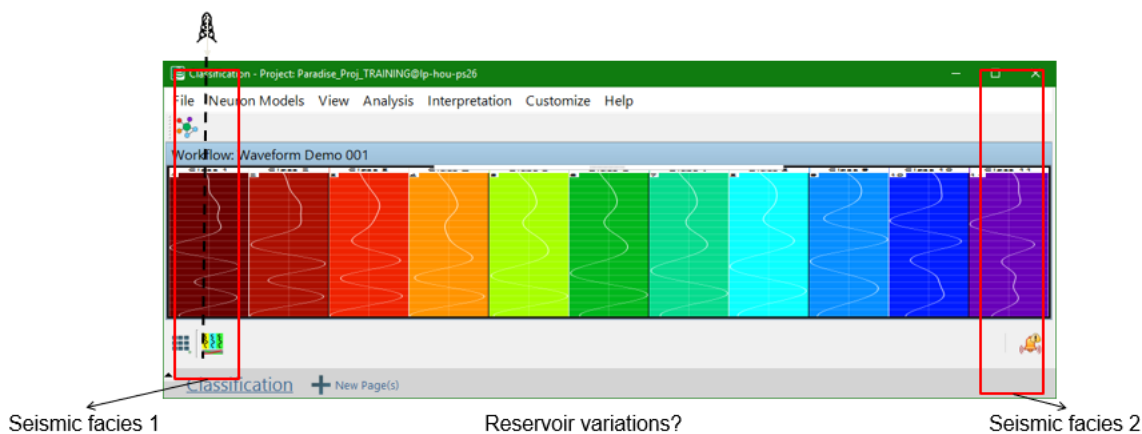 Classification - Project: Paradise_Proj_TRAINING@lp-hou-ps26
File Neuron Models View Analysis Interpretation Customize Help
Workflow: Waveform Demo 001
Classification New Page(s)
Seismic facies 1 Reservoir variations? Seismic facies 2